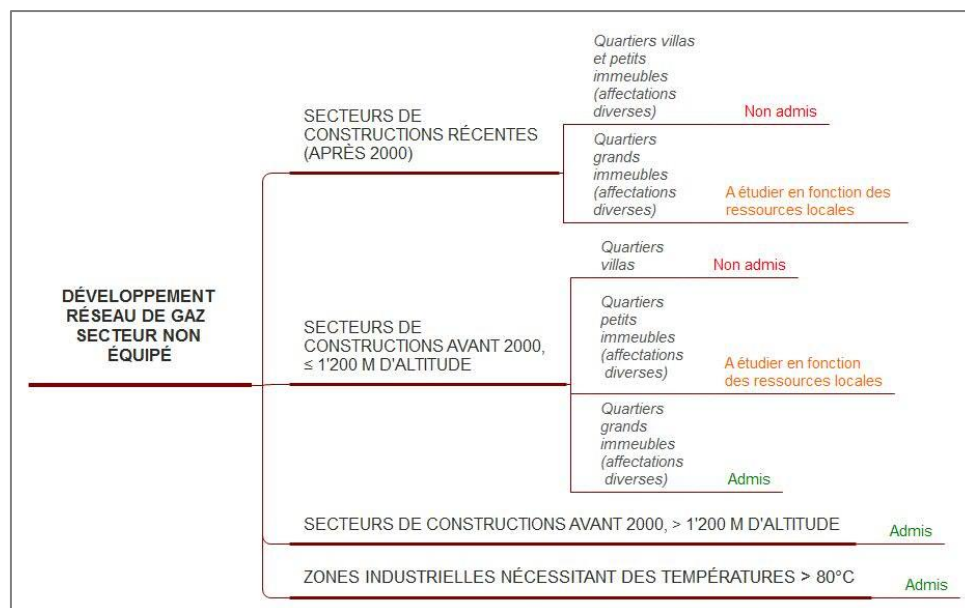 DÉVELOPPEMENT
RÉSEAU DE GAZ
SECTEUR NON
ÉQUIPÉ
SECTEURS DE
CONSTRUCTIONS RÉCENTES
(APRÈS 2000)
Quartiers villas
et petits
immeubles
(affectations
diverses)
Non admis
Quartiers
grands
immeubles
(affectations
diverses)
A étudier en fonction des
ressources locales
SECTEURS DE
CONSTRUCTIONS AVANT 2000,
≤ 1'200 M D'ALTITUDE
Quartiers
villas
Non admis
Quartiers
petits
immeubles
(affectations
diverses)
A étudier en fonction
des ressources locales
Quartiers
grands
immeubles
(affectations
diverses)
Admis
SECTEURS DE CONSTRUCTIONS AVANT 2000, > 1'200 M D'ALTITUDE
Admis
ZONES INDUSTRIELLES NÉCESSITANT DES TEMPÉRATURES > 80°C
Admis